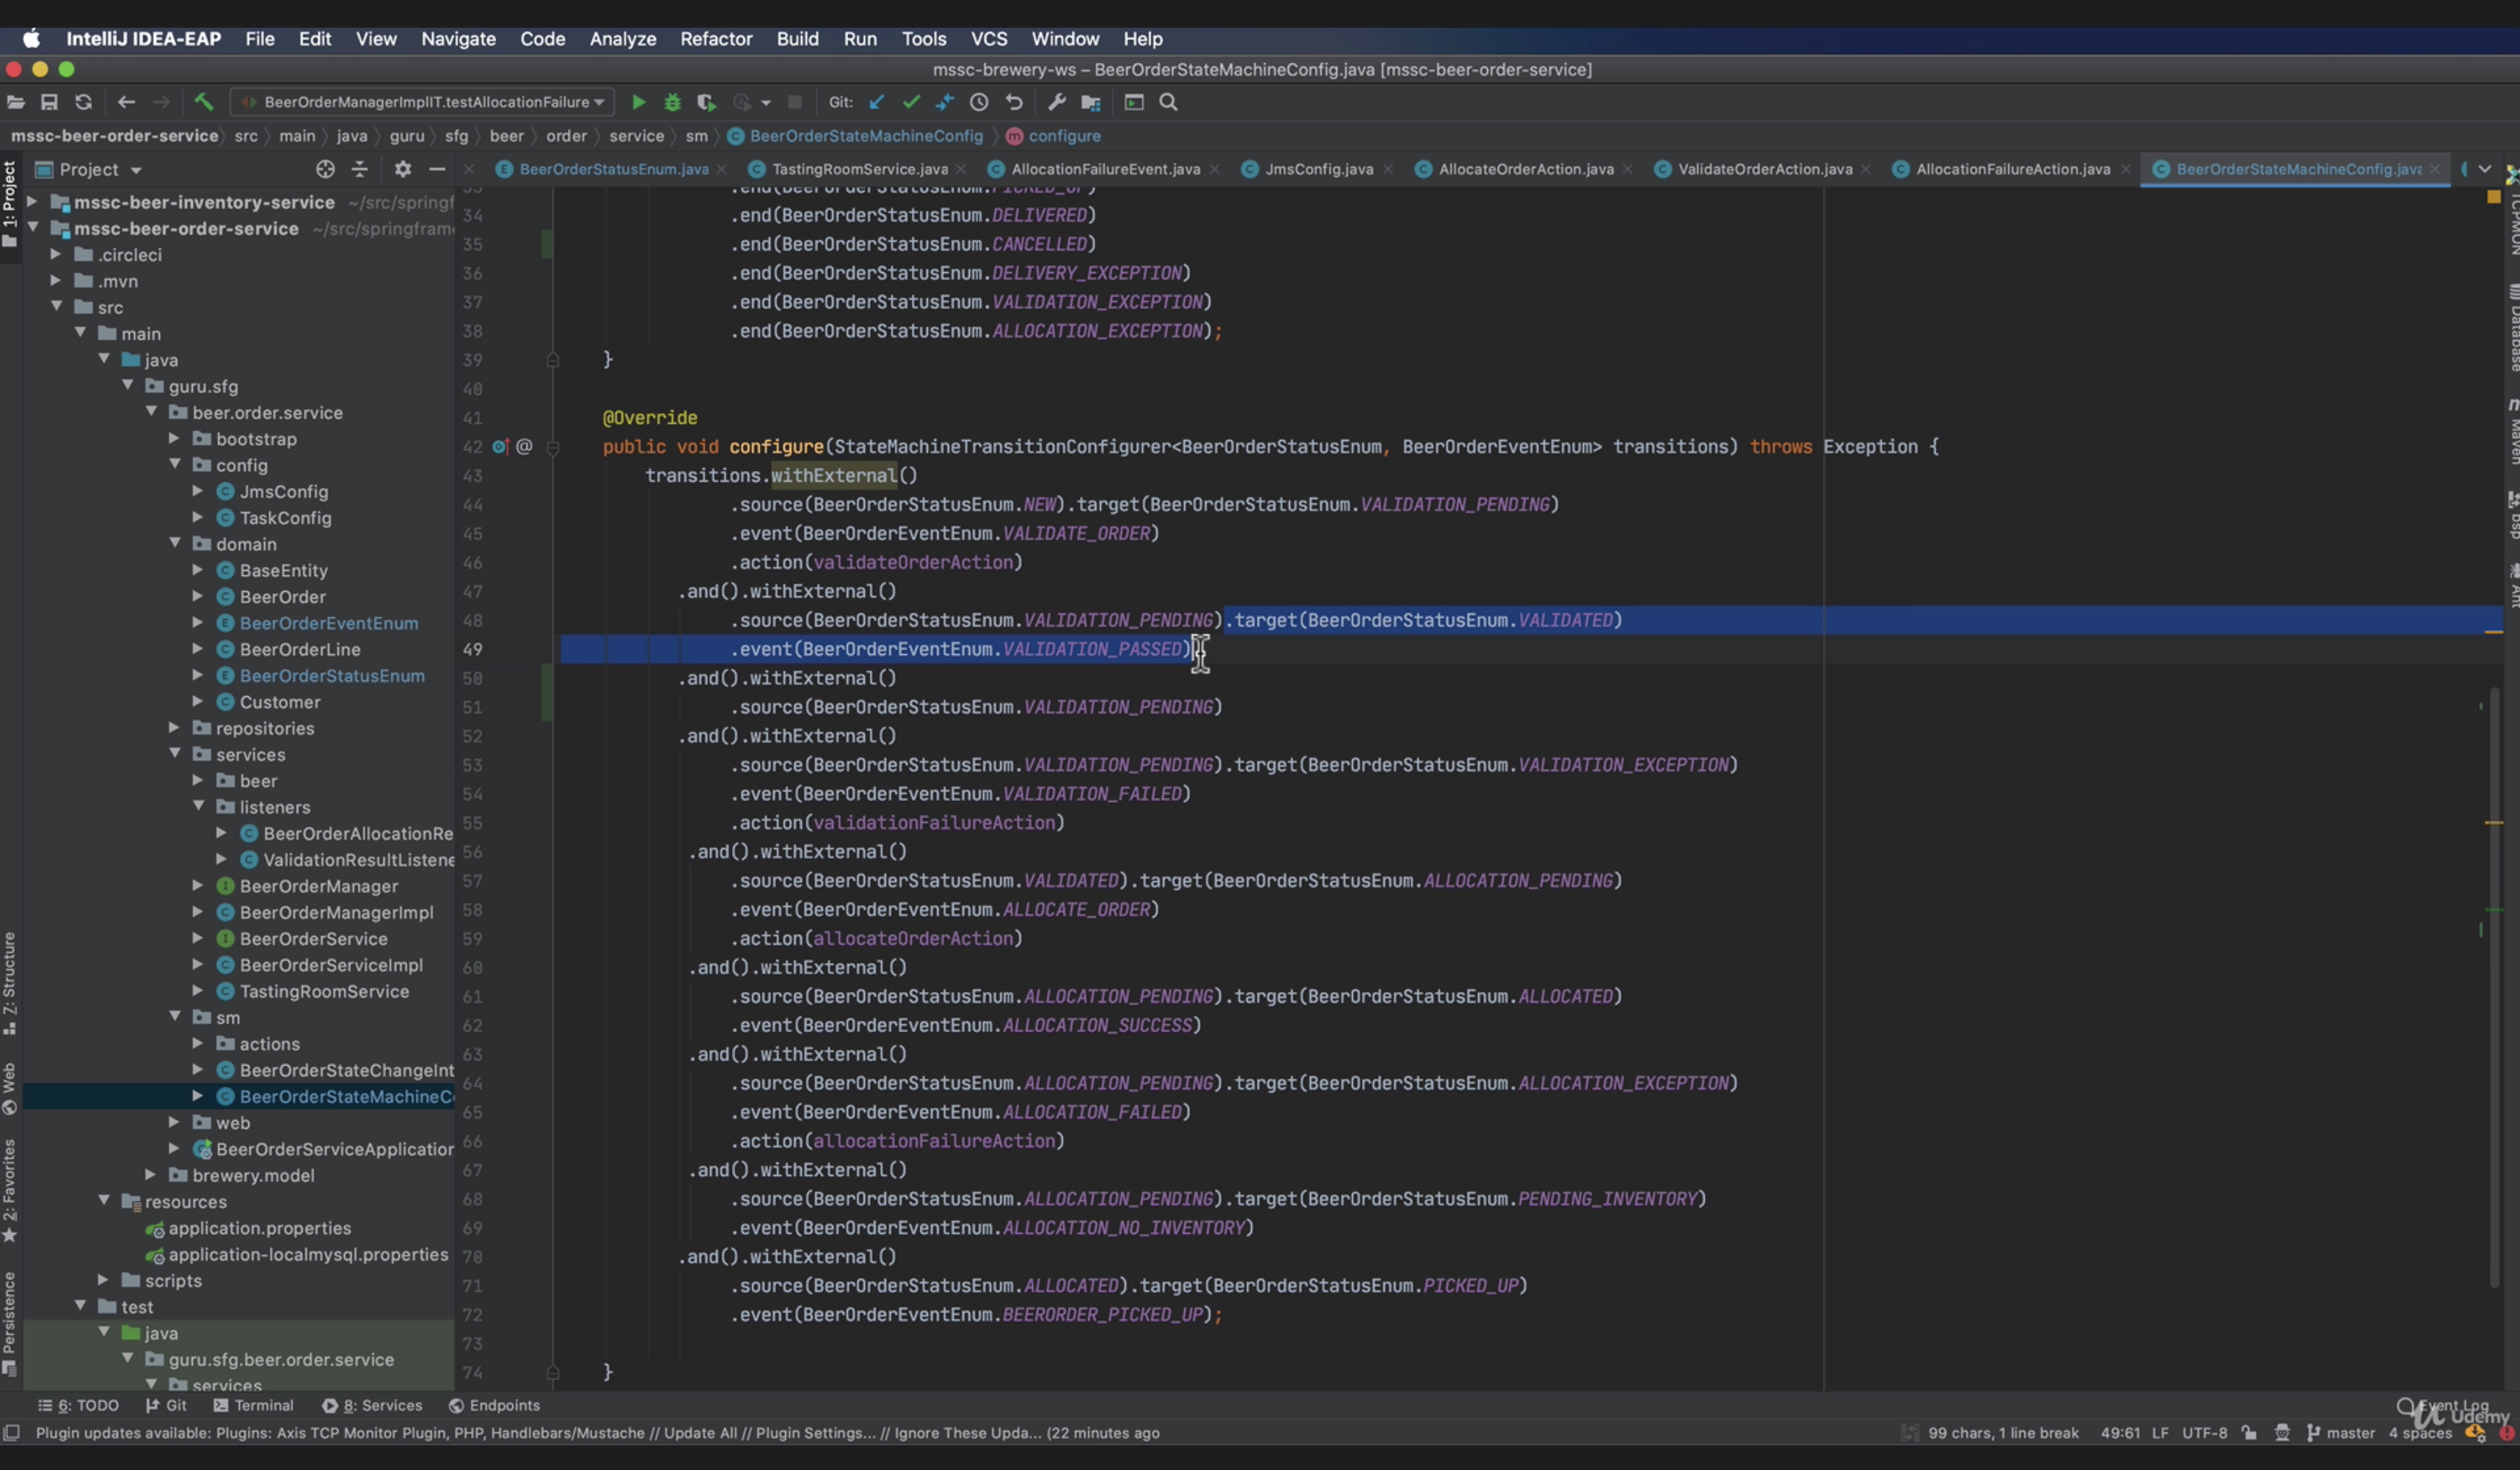 IntelliJ IDEA-EAP File Edit View Navigate Code Analyze Refactor Build Run Tools VCS Window Help
mssc-brewery-ws – BeerOrderStateMachineConfig.java [mssc-beer-order-service]
BeerOrderManagerImplIT.testAllocationFailure Git:
mssc-beer-order-service src main java guru sfg beer order service sm BeerOrderStateMachineConfig configure
Project
BeerOrderStatusEnum.java TastingRoomService.java AllocationFailureEvent.java JmsConfig.java AllocateOrderAction.java ValidateOrderAction.java AllocationFailureAction.java BeerOrderStateMachineConfig.java
1: Project
Z: Structure
Web
2: Favorites
Persistence
mssc-beer-inventory-service ~/src/springf
mssc-beer-order-service ~/src/springfram
.circleci
.mvn
src
main
java
guru.sfg
beer.order.service
bootstrap
config
JmsConfig
TaskConfig
domain
BaseEntity
BeerOrder
BeerOrderEventEnum
BeerOrderLine
BeerOrderStatusEnum
Customer
repositories
services
beer
listeners
BeerOrderAllocationRe
ValidationResultListene
BeerOrderManager
BeerOrderManagerImpl
BeerOrderService
BeerOrderServiceImpl
TastingRoomService
sm
actions
BeerOrderStateChangeInt
BeerOrderStateMachineC
web
BeerOrderServiceApplication
brewery.model
resources
application.properties
application-localmysql.properties
scripts
test
java
guru.sfg.beer.order.service
services
33 .end(BeerOrderStatusEnum.PICKED_UP)
34 .end(BeerOrderStatusEnum.DELIVERED)
35 .end(BeerOrderStatusEnum.CANCELLED)
36 .end(BeerOrderStatusEnum.DELIVERY_EXCEPTION)
37 .end(BeerOrderStatusEnum.VALIDATION_EXCEPTION)
38 .end(BeerOrderStatusEnum.ALLOCATION_EXCEPTION);
39 }
40
41 @Override
42 public void configure(StateMachineTransitionConfigurer<BeerOrderStatusEnum, BeerOrderEventEnum> transitions) throws Exception {
43 transitions.withExternal()
44 .source(BeerOrderStatusEnum.NEW).target(BeerOrderStatusEnum.VALIDATION_PENDING)
45 .event(BeerOrderEventEnum.VALIDATE_ORDER)
46 .action(validateOrderAction)
47 .and().withExternal()
48 .source(BeerOrderStatusEnum.VALIDATION_PENDING).target(BeerOrderStatusEnum.VALIDATED)
49 .event(BeerOrderEventEnum.VALIDATION_PASSED)
50 .and().withExternal()
51 .source(BeerOrderStatusEnum.VALIDATION_PENDING)
52 .and().withExternal()
53 .source(BeerOrderStatusEnum.VALIDATION_PENDING).target(BeerOrderStatusEnum.VALIDATION_EXCEPTION)
54 .event(BeerOrderEventEnum.VALIDATION_FAILED)
55 .action(validationFailureAction)
56 .and().withExternal()
57 .source(BeerOrderStatusEnum.VALIDATED).target(BeerOrderStatusEnum.ALLOCATION_PENDING)
58 .event(BeerOrderEventEnum.ALLOCATE_ORDER)
59 .action(allocateOrderAction)
60 .and().withExternal()
61 .source(BeerOrderStatusEnum.ALLOCATION_PENDING).target(BeerOrderStatusEnum.ALLOCATED)
62 .event(BeerOrderEventEnum.ALLOCATION_SUCCESS)
63 .and().withExternal()
64 .source(BeerOrderStatusEnum.ALLOCATION_PENDING).target(BeerOrderStatusEnum.ALLOCATION_EXCEPTION)
65 .event(BeerOrderEventEnum.ALLOCATION_FAILED)
66 .action(allocationFailureAction)
67 .and().withExternal()
68 .source(BeerOrderStatusEnum.ALLOCATION_PENDING).target(BeerOrderStatusEnum.PENDING_INVENTORY)
69 .event(BeerOrderEventEnum.ALLOCATION_NO_INVENTORY)
70 .and().withExternal()
71 .source(BeerOrderStatusEnum.ALLOCATED).target(BeerOrderStatusEnum.PICKED_UP)
72 .event(BeerOrderEventEnum.BEERORDER_PICKED_UP);
73
74 }
TCPMON
Database
Maven
bsp
Ant
6: TODO Git Terminal 8: Services Endpoints Event Log
Udemy
Plugin updates available: Plugins: Axis TCP Monitor Plugin, PHP, Handlebars/Mustache // Update All // Plugin Settings... // Ignore These Upda... (22 minutes ago 99 chars, 1 line break 49:61 LF UTF-8 master 4 spaces